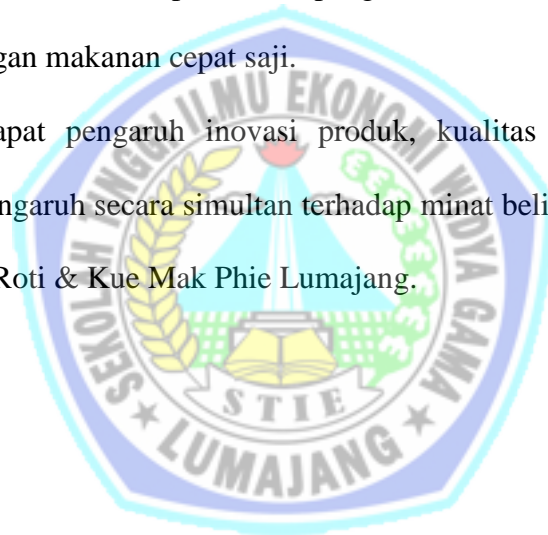 gan makanan cepat saji.
apat pengaruh inovasi produk, kualitas
ngaruh secara simultan terhadap minat beli
Roti & Kue Mak Phie Lumajang.
SEKOLAH TINGGI ILMU EKONOMI WIDYA GAMA
STIE
LUMAJANG